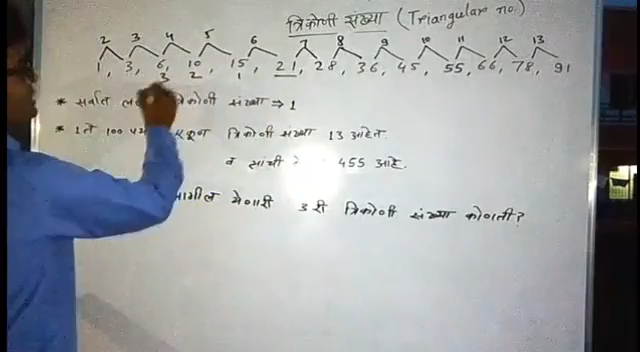 त्रिकोणी संख्या (Triangular no.)
2 3 4 5 6 7 8 9 10 11 12 13
1, 3, 6, 10, 15, 21, 28, 36, 45, 55, 66, 78, 91
3 2 1
* सर्वात त्रिकोणी संख्या ⇒ 1
* 1 ते 100 त्रिकोणी संख्या 13 आहेत.
व त्यांची 455 आहे.
मागील येणारी 3 री त्रिकोणी संख्या कोणती?